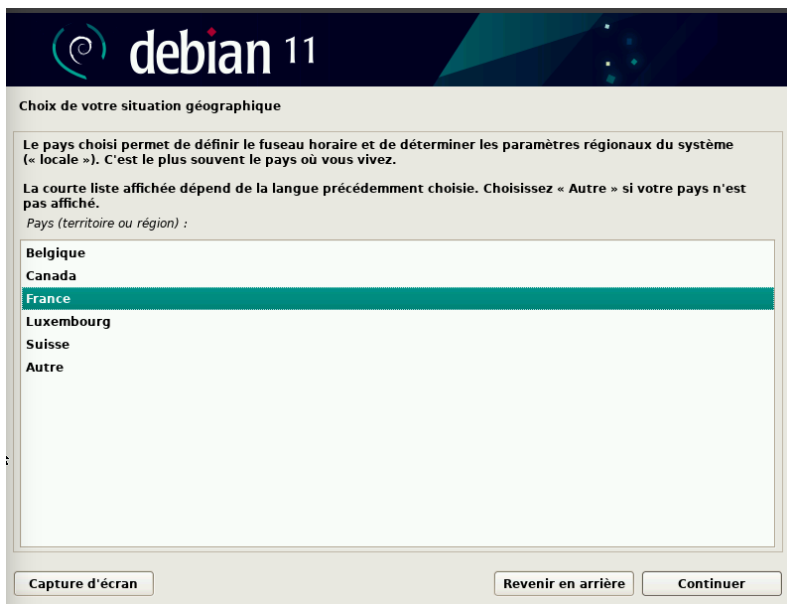 debian 11
Choix de votre situation géographique
Le pays choisi permet de définir le fuseau horaire et de déterminer les paramètres régionaux du système
(« locale »). C'est le plus souvent le pays où vous vivez.
La courte liste affichée dépend de la langue précédemment choisie. Choisissez « Autre » si votre pays n'est
pas affiché.
Pays (territoire ou région) :
Belgique
Canada
France
Luxembourg
Suisse
Autre
Capture d'écran
Revenir en arrière
Continuer